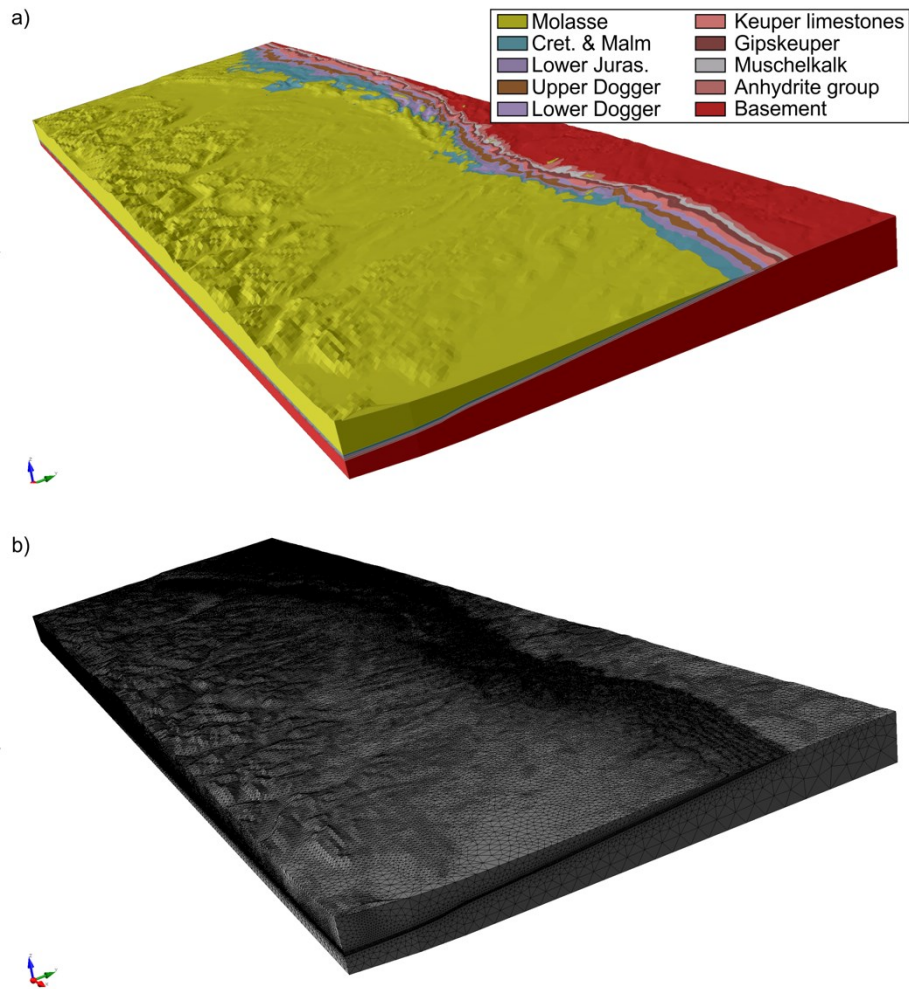 a)
Molasse
Cret. & Malm
Lower Juras.
Upper Dogger
Lower Dogger
Keuper limestones
Gipskeuper
Muschelkalk
Anhydrite group
Basement
b)